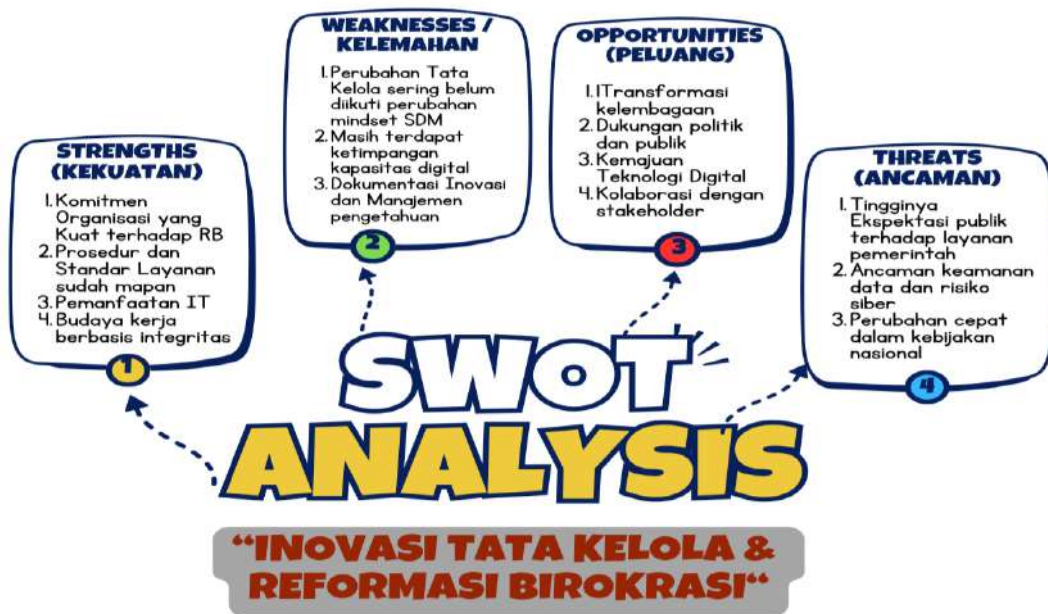 STRENGTHS
(KEKUATAN)
1. Komitmen
Organisasi yang
Kuat terhadap RB
2. Prosedur dan
Standar Layanan
sudah mapan
3. Pemanfaatan IT
4. Budaya kerja
berbasis integritas
1
WEAKNESSES /
KELEMAHAN
1. Perubahan Tata
Kelola sering belum
diikuti perubahan
mindset SDM
2. Masih terdapat
ketimpangan
kapasitas digital
3. Dokumentasi Inovasi
dan Manajemen
pengetahuan
2
OPPORTUNITIES
(PELUANG)
1. ITransformasi
kelembagaan
2. Dukungan politik
dan publik
3. Kemajuan
Teknologi Digital
4. Kolaborasi dengan
stakeholder
3
THREATS
(ANCAMAN)
1. Tingginya
Ekspektasi publik
terhadap layanan
pemerintah
2. Ancaman keamanan
data dan risiko
siber
3. Perubahan cepat
dalam kebijakan
nasional
4
SWOT
ANALYSIS
“INOVASI TATA KELOLA &
REFORMASI BIROKRASI“